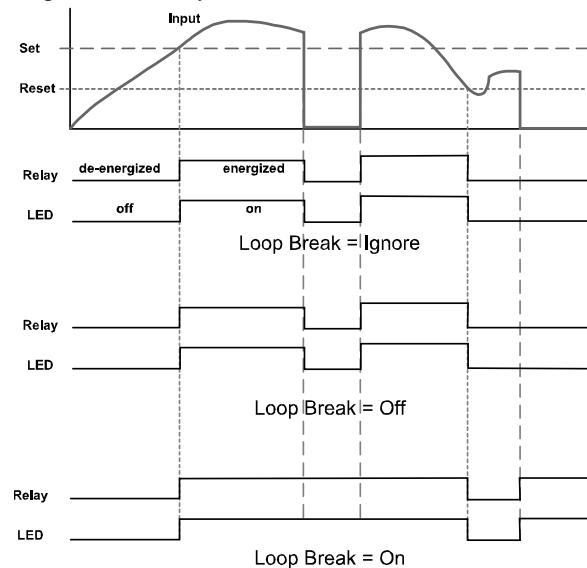 Input
Set
Reset
Relay de-energized energized
LED off on
Loop Break = Ignore
Relay
LED
Loop Break = Off
Relay
LED
Loop Break = On